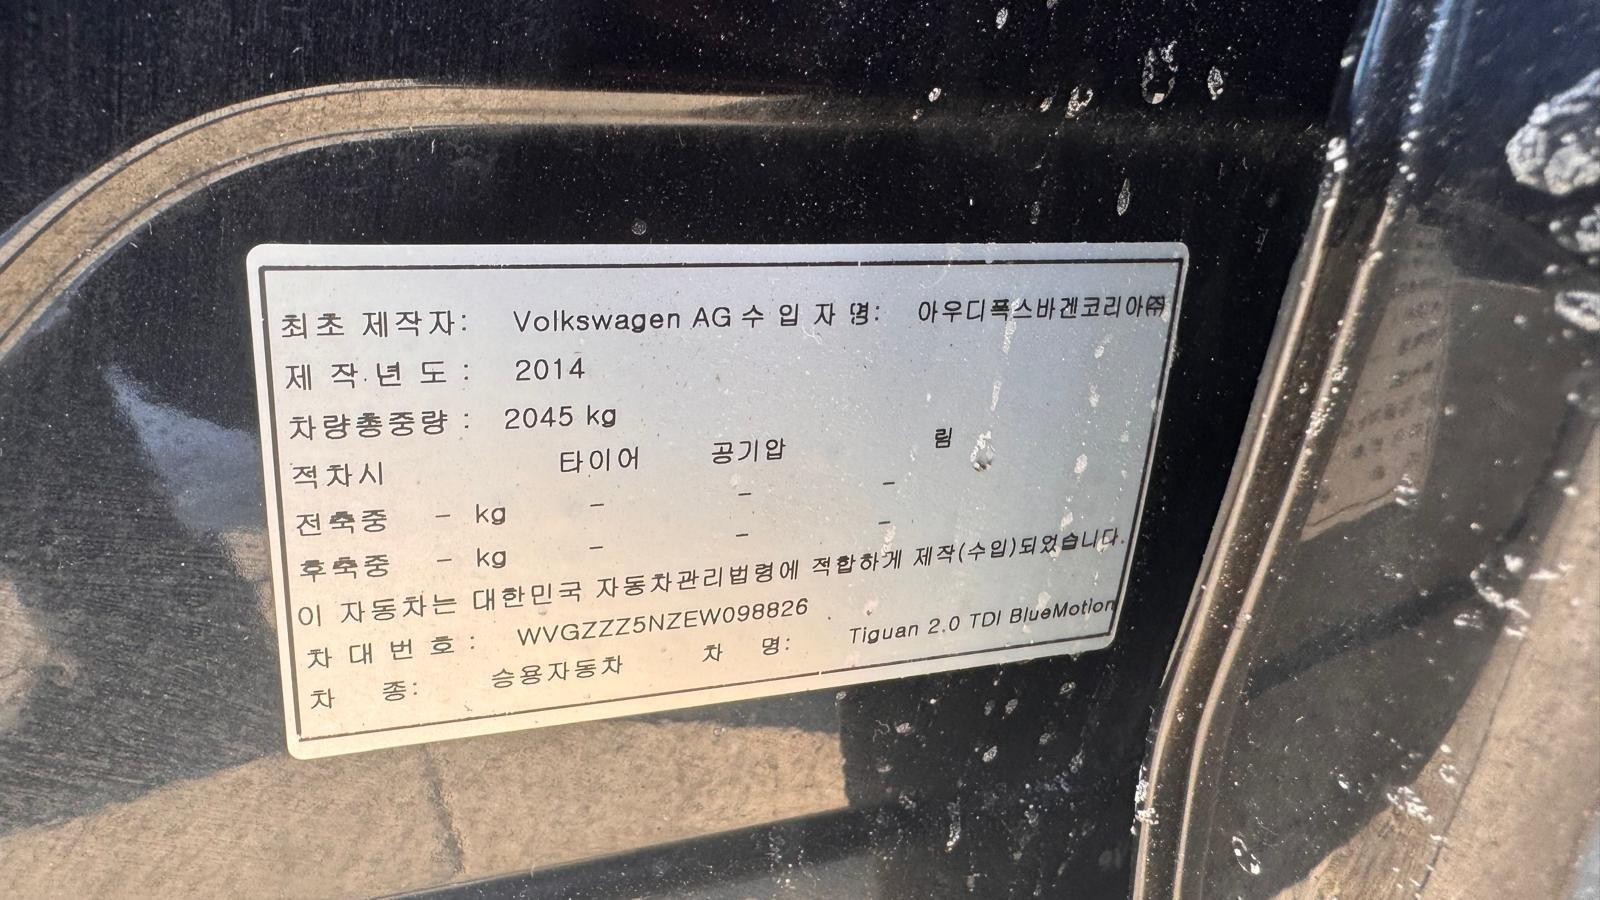 최초 제작자: Volkswagen AG 수 입 자 명: 아우디폭스바겐코리아㈜
제 작 년 도 : 2014
차량총중량 : 2045 kg
적차시 타이어 공기압 림
전축중 - kg - - -
후축중 - kg - - -
이 자동차는 대한민국 자동차관리법령에 적합하게 제작(수입)되었습니다.
차 대 번 호 : WVGZZZ5NZEW098826
차 종: 승용자동차 차 명: Tiguan 2.0 TDI BlueMotion